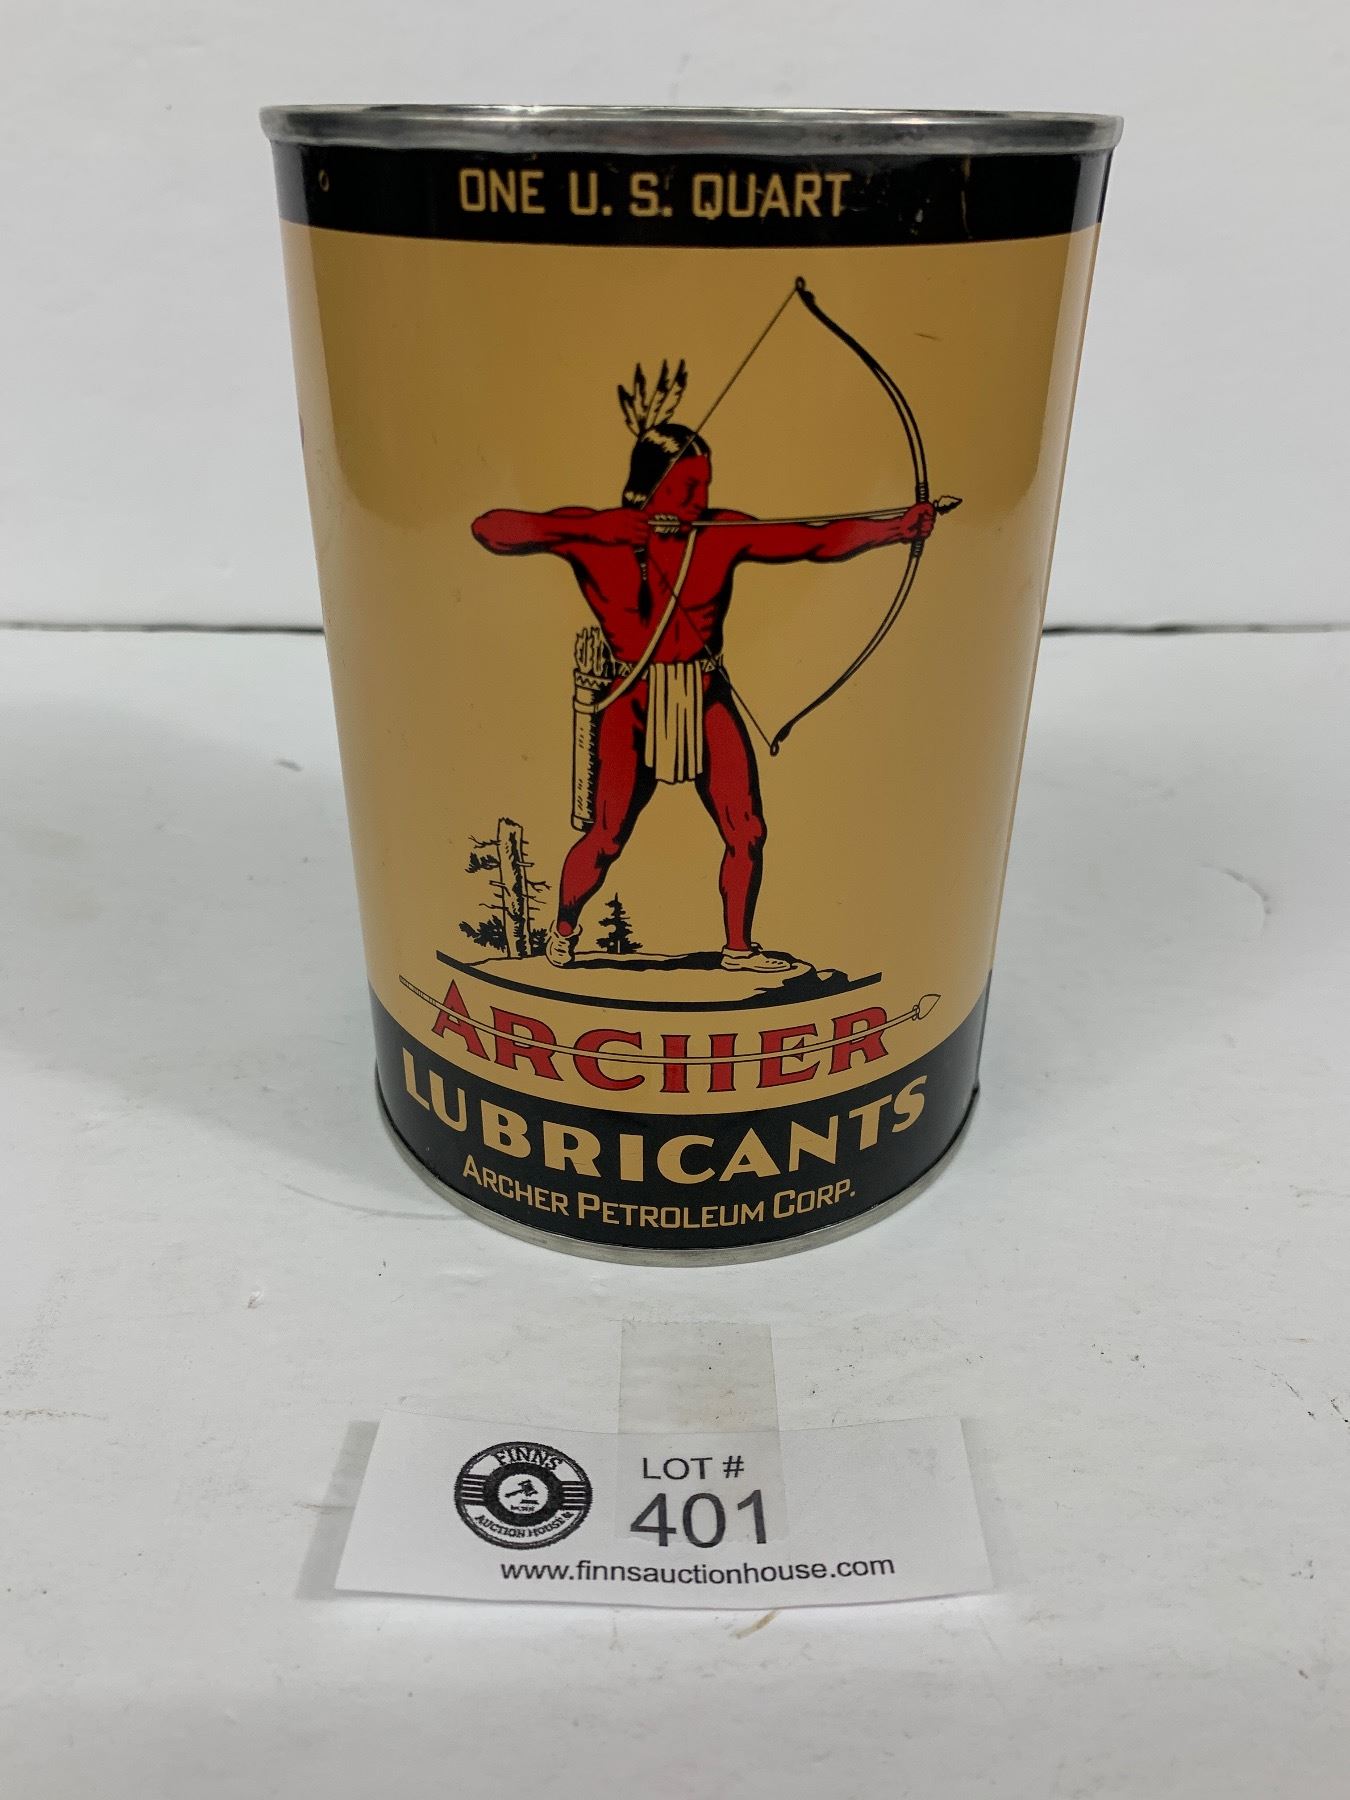 ONE U. S. QUART
ARCHER
LUBRICANTS
ARCHER PETROLEUM CORP.
FINNS
AUCTION HOUSE
LOT #
401
www.finnsauctionhouse.com